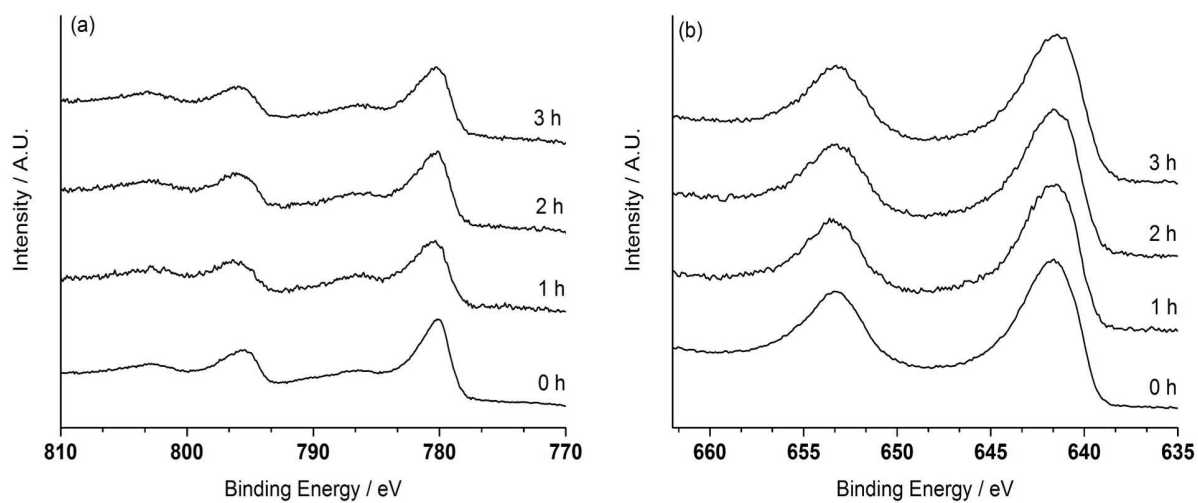 (a)
Intensity / A.U.
3 h
2 h
1 h
0 h
810 800 790 780 770
Binding Energy / eV
(b)
Intensity / A.U.
3 h
2 h
1 h
0 h
660 655 650 645 640 635
Binding Energy / eV